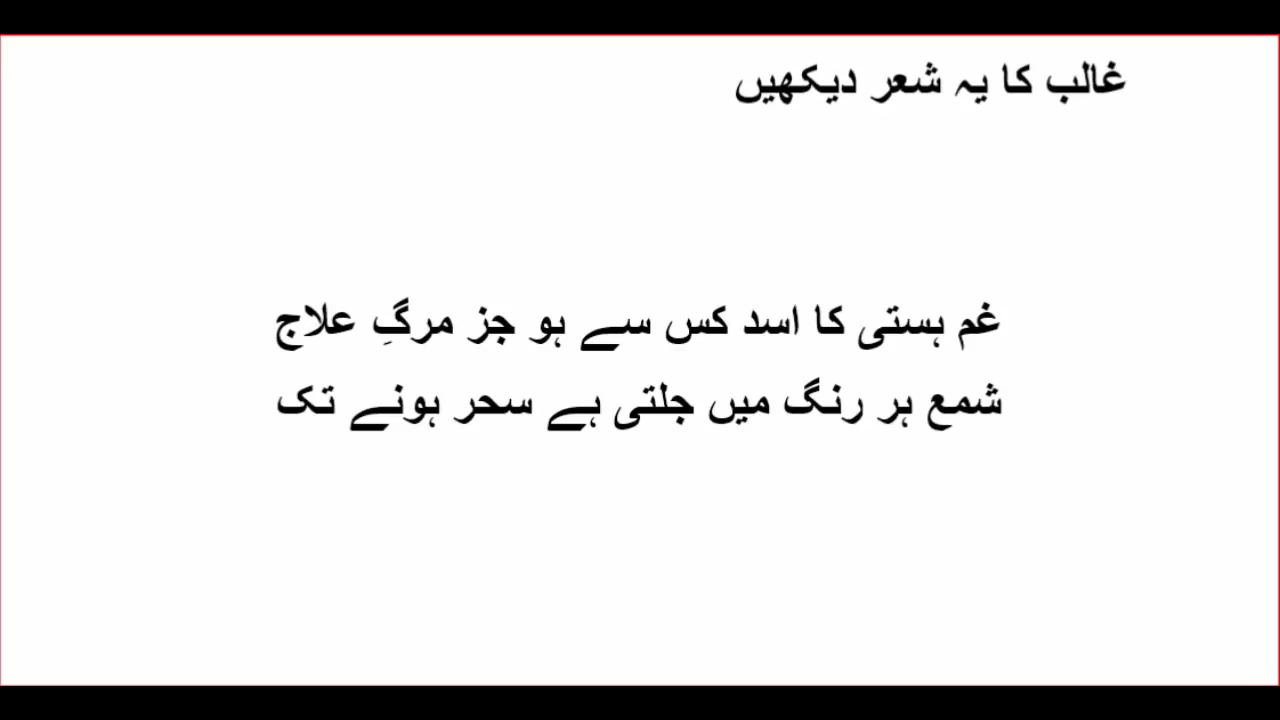 غالب کا یہ شعر دیکھیں
غم ہستی کا اسد کس سے ہو جز مرگِ علاج
شمع ہر رنگ میں جلتی ہے سحر ہونے تک